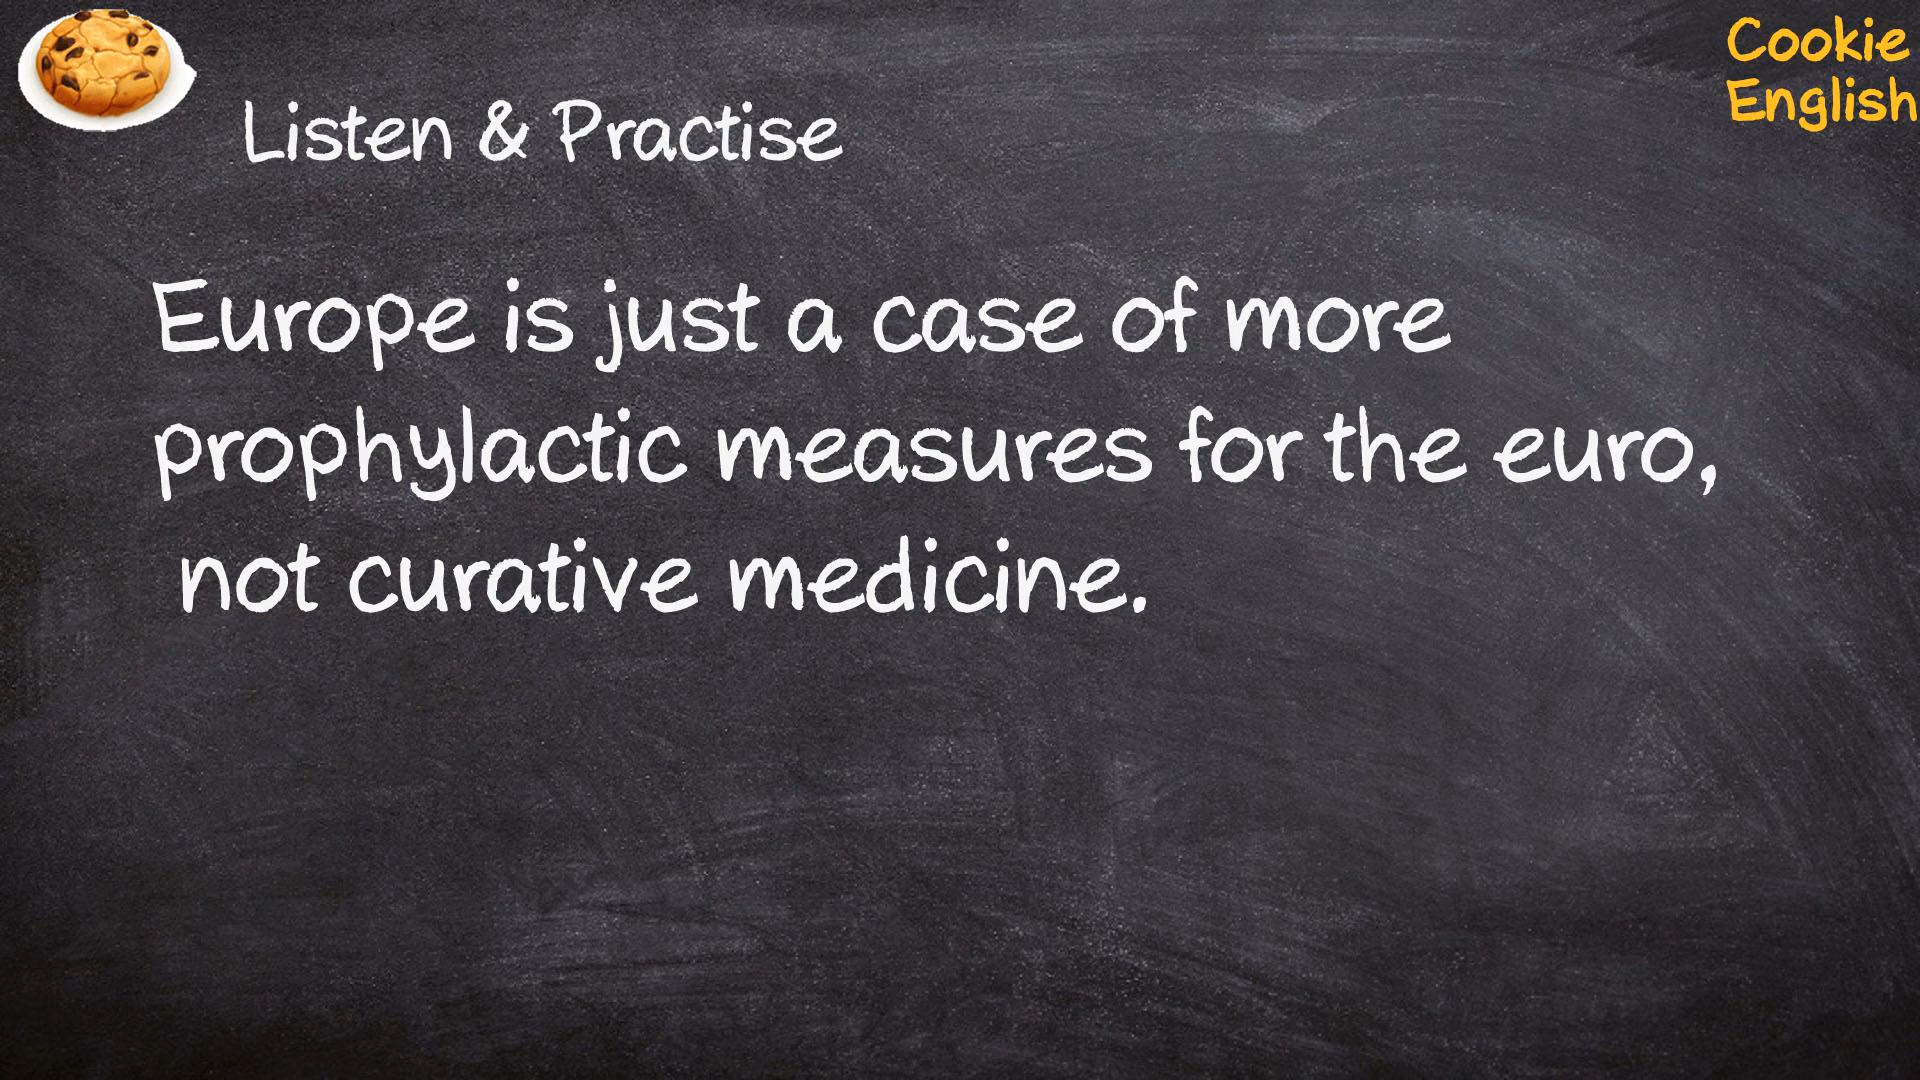 Cookie
English
Listen & Practise
Europe is just a case of more
prophylactic measures for the euro,
not curative medicine.